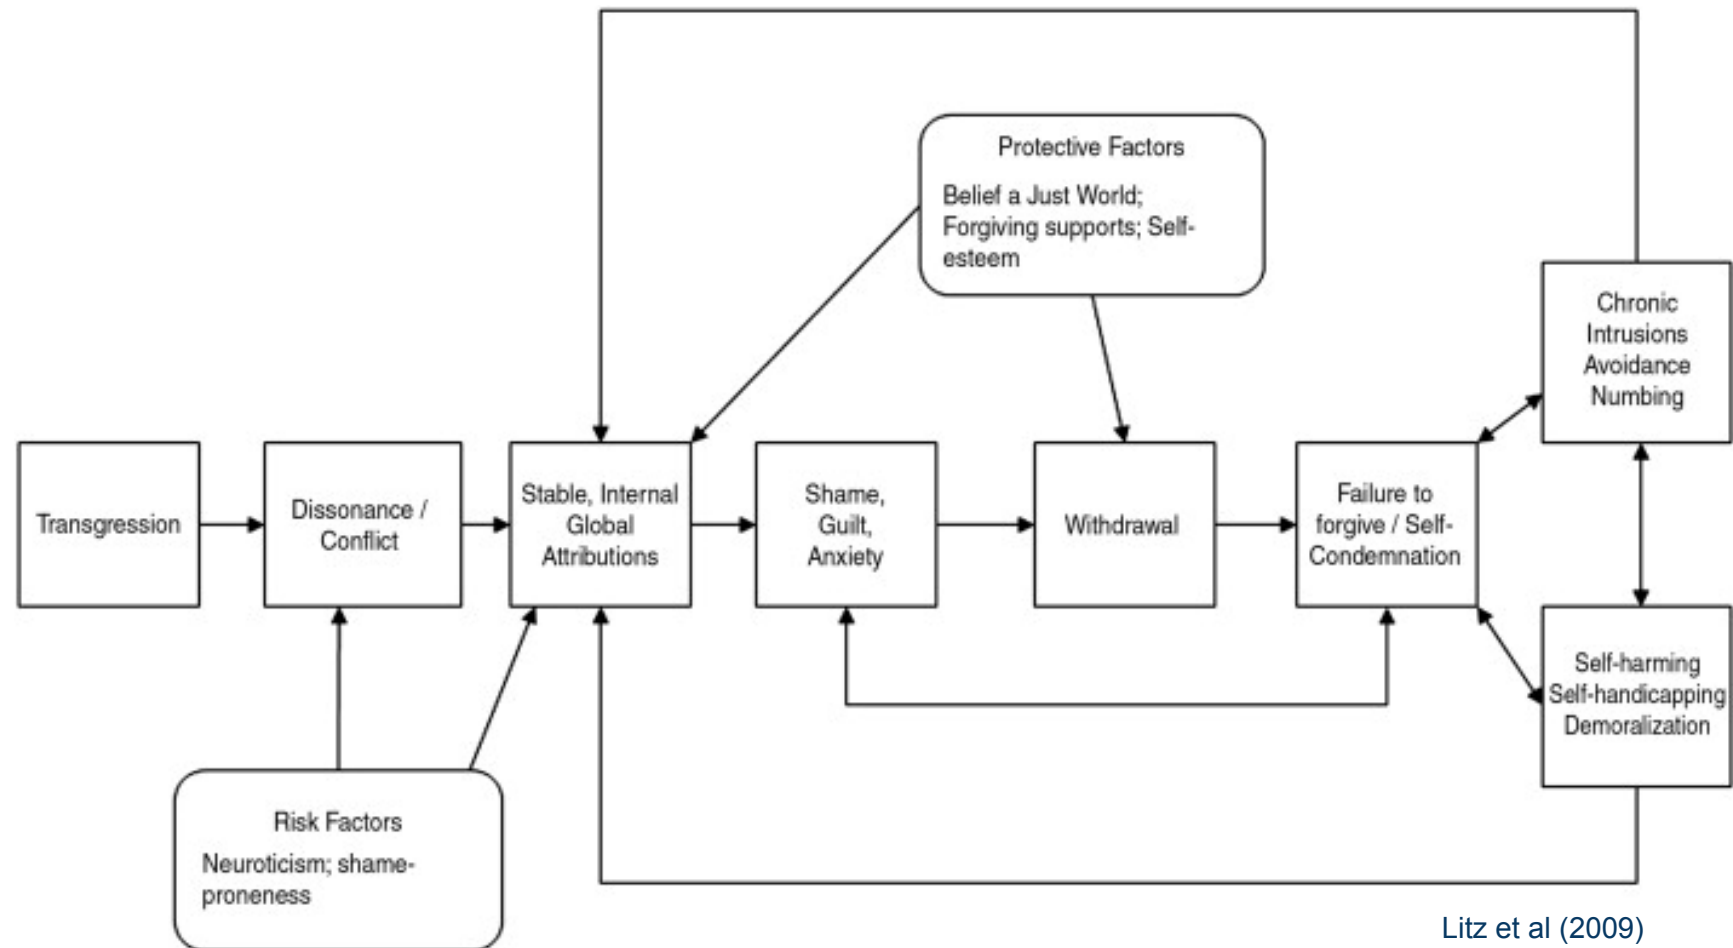 Protective Factors
Belief a Just World;
Forgiving supports; Self-
esteem
Chronic
Intrusions
Avoidance
Numbing
Transgression
Dissonance /
Conflict
Stable, Internal
Global
Attributions
Shame,
Guilt,
Anxiety
Withdrawal
Failure to
forgive / Self-
Condemnation
Self-harming
Self-handicapping
Demoralization
Risk Factors
Neuroticism; shame-
proneness
Litz et al (2009)